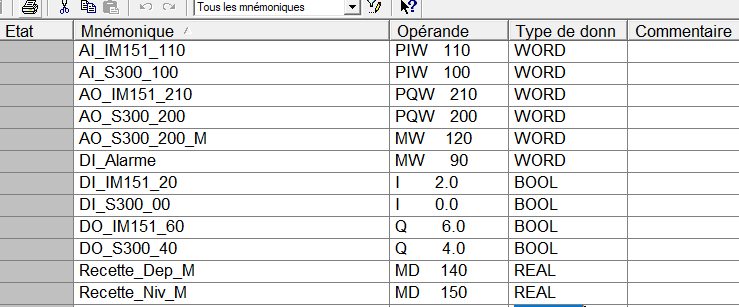 Tous les mnémoniques
Etat Mnémonique Opérande Type de donn Commentaire
AI_IM151_110 PIW 110 WORD
AI_S300_100 PIW 100 WORD
AO_IM151_210 PQW 210 WORD
AO_S300_200 PQW 200 WORD
AO_S300_200_M MW 120 WORD
DI_Alarme MW 90 WORD
DI_IM151_20 I 2.0 BOOL
DI_S300_00 I 0.0 BOOL
DO_IM151_60 Q 6.0 BOOL
DO_S300_40 Q 4.0 BOOL
Recette_Dep_M MD 140 REAL
Recette_Niv_M MD 150 REAL